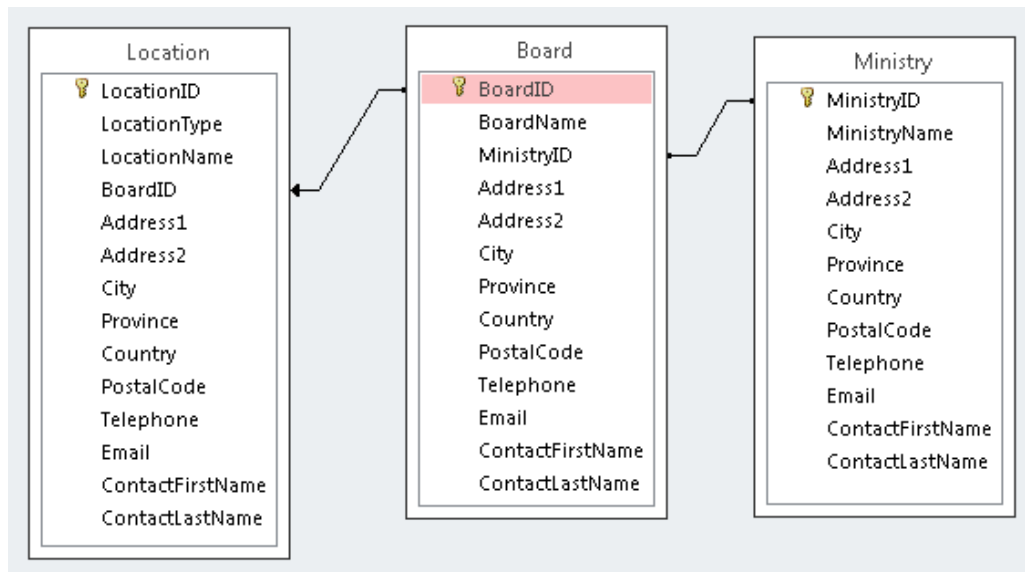 Location
LocationID
LocationType
LocationName
BoardID
Address1
Address2
City
Province
Country
PostalCode
Telephone
Email
ContactFirstName
ContactLastName
Board
BoardID
BoardName
MinistryID
Address1
Address2
City
Province
Country
PostalCode
Telephone
Email
ContactFirstName
ContactLastName
Ministry
MinistryID
MinistryName
Address1
Address2
City
Province
Country
PostalCode
Telephone
Email
ContactFirstName
ContactLastName